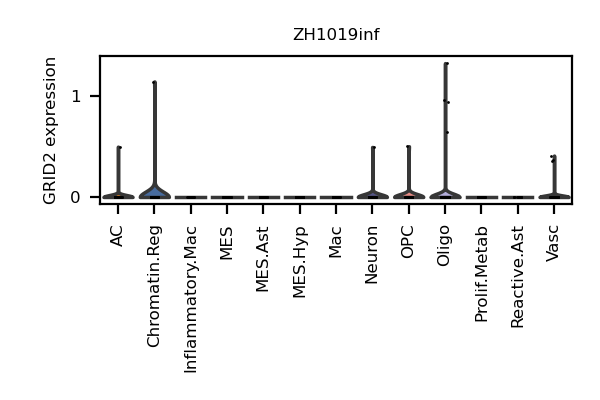 ZH1019inf
GRID2 expression
1
0
AC
Chromatin.Reg
Inflammatory.Mac
MES
MES.Ast
MES.Hyp
Mac
Neuron
OPC
Oligo
Prolif.Metab
Reactive.Ast
Vasc